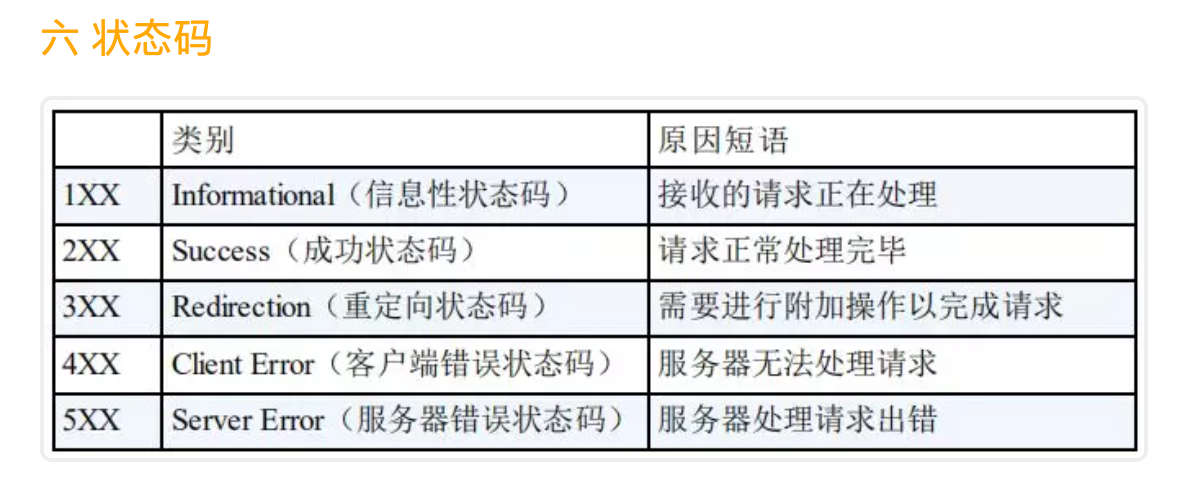 六 状态码
类别 原因短语
1XX Informational（信息性状态码） 接收的请求正在处理
2XX Success（成功状态码） 请求正常处理完毕
3XX Redirection（重定向状态码） 需要进行附加操作以完成请求
4XX Client Error（客户端错误状态码） 服务器无法处理请求
5XX Server Error（服务器错误状态码） 服务器处理请求出错